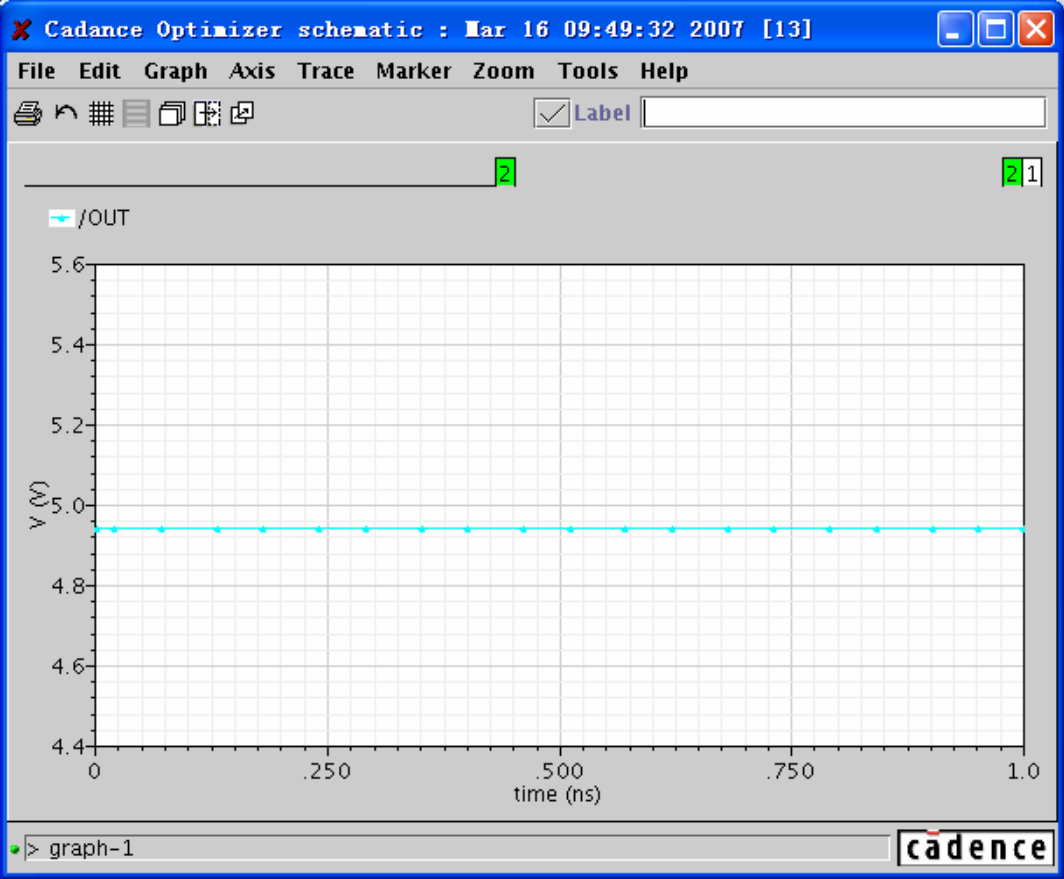 Cadance Optimizer schematic : Mar 16 09:49:32 2007 [13]
File Edit Graph Axis Trace Marker Zoom Tools Help
Label
2
2 1
/OUT
5.6
5.4
5.2
5.0
4.8
4.6
4.4
V (V)
0 .250 .500 .750 1.0
time (ns)
> graph-1
cādence